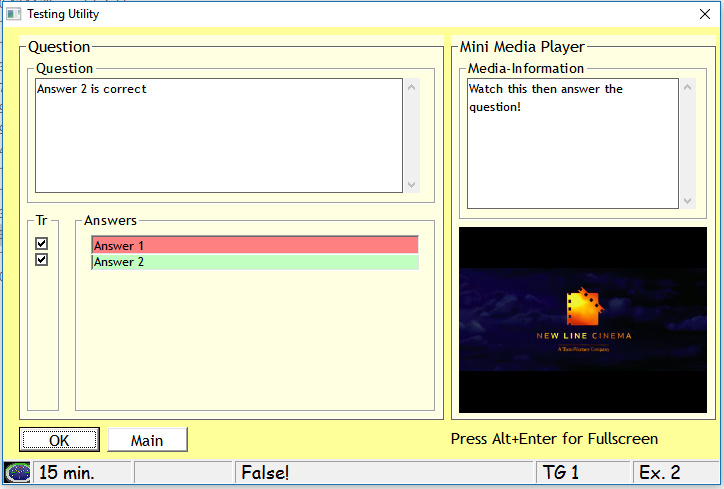 Testing Utility
Question
Question
Answer 2 is correct
Tr
Answers
Answer 1
Answer 2
Mini Media Player
Media-Information
Watch this then answer the
question!
NEW LINE CINEMA
A Time Warner Company
OK
Main
Press Alt+Enter for Fullscreen
15 min.
False!
TG 1
Ex. 2